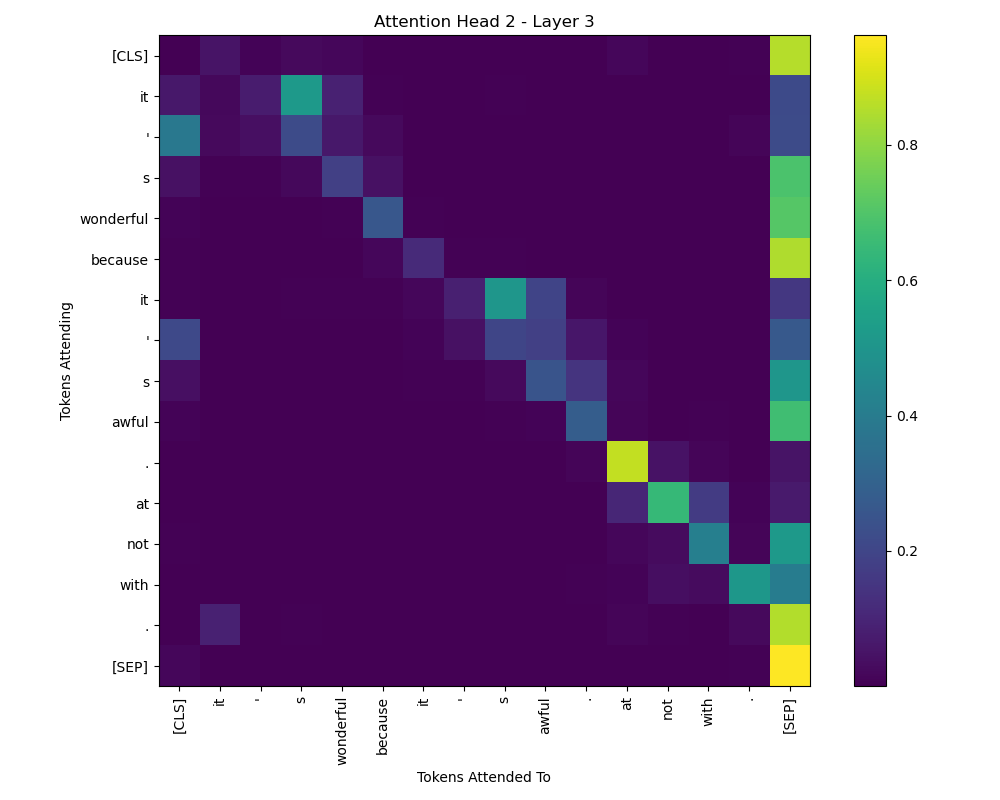 Attention Head 2 - Layer 3
[CLS]
it
'
s
wonderful
because
it
'
s
awful
.
at
not
with
.
[SEP]
Tokens Attending
[CLS]
it
'
s
wonderful
because
it
'
s
awful
.
at
not
with
.
[SEP]
Tokens Attended To
0.8
0.6
0.4
0.2